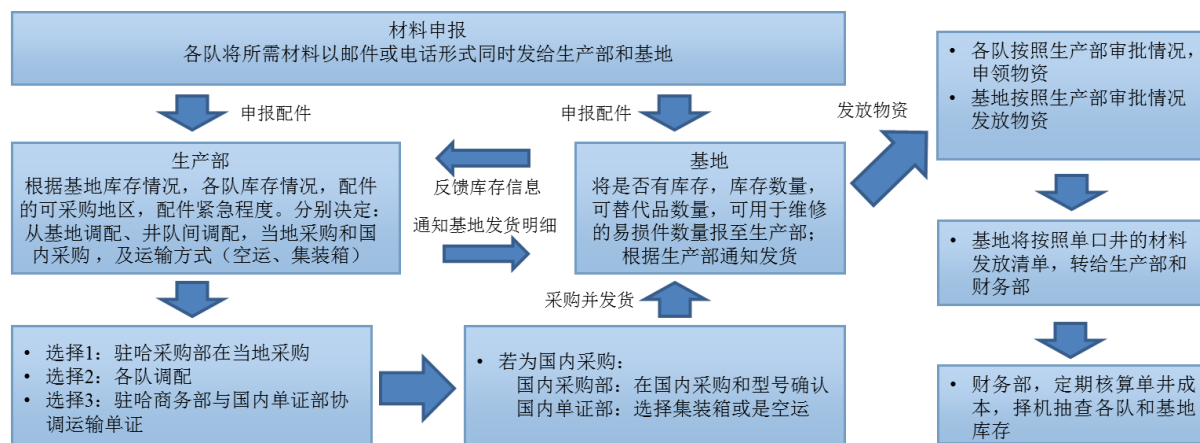 材料申报
各队将所需材料以邮件或电话形式同时发给生产部和基地
申报配件
申报配件
生产部
根据基地库存情况，各队库存情况，配件
的可采购地区，配件紧急程度。分别决定：
从基地调配、井队间调配，当地采购和国
内采购，及运输方式（空运、集装箱）
反馈库存信息
通知基地发货明细
基地
将是否有库存，库存数量，
可替代品数量，可用于维修
的易损件数量报至生产部；
根据生产部通知发货
采购并发货
• 选择1：驻哈采购部在当地采购
• 选择2：各队调配
• 选择3：驻哈商务部与国内单证部协
调运输单证
• 若为国内采购：
国内采购部：在国内采购和型号确认
国内单证部：选择集装箱或是空运
发放物资
• 各队按照生产部审批情况，
申领物资
• 基地按照生产部审批情况
发放物资
• 基地将按照单口井的材料
发放清单，转给生产部和
财务部
• 财务部，定期核算单井成
本，择机抽查各队和基地
库存